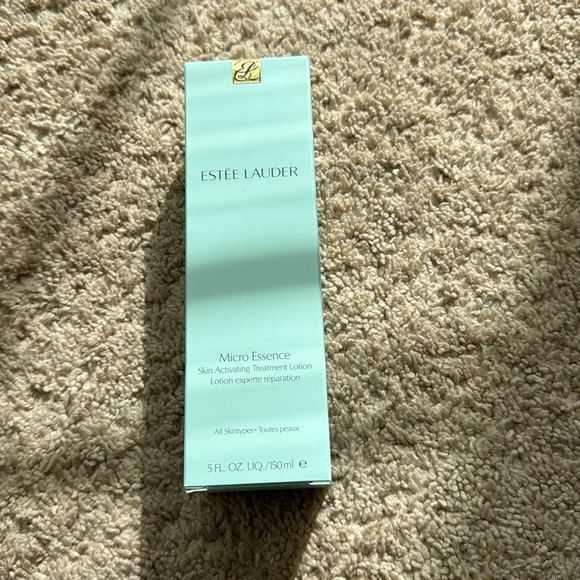 ESTĒE LAUDER
Micro Essence
Skin Activating Treatment Lotion
Lotion experte réparation
All Skintypes • Toutes peaux
5 FL. OZ. LIQ./150 ml ℮